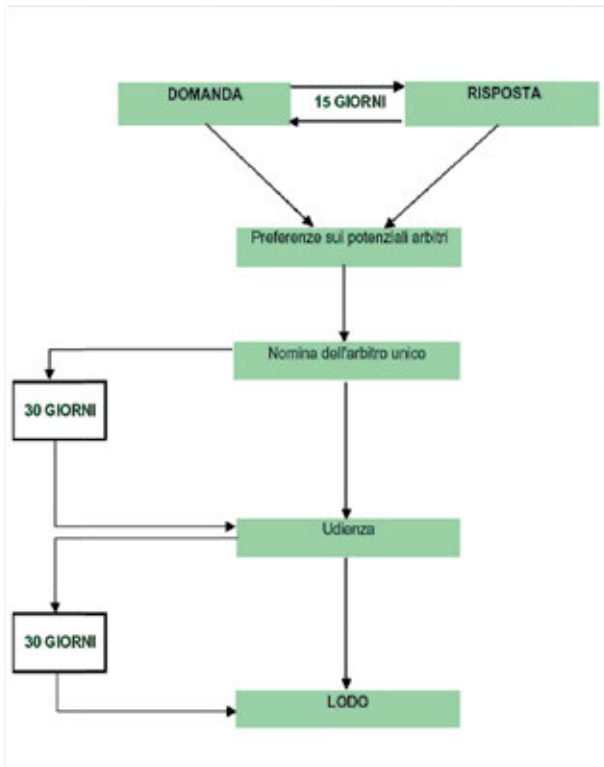 DOMANDA
15 GIORNI
RISPOSTA
Preferenze sui potenziali arbitri
Nomina dell'arbitro unico
30 GIORNI
Udienza
30 GIORNI
LODO